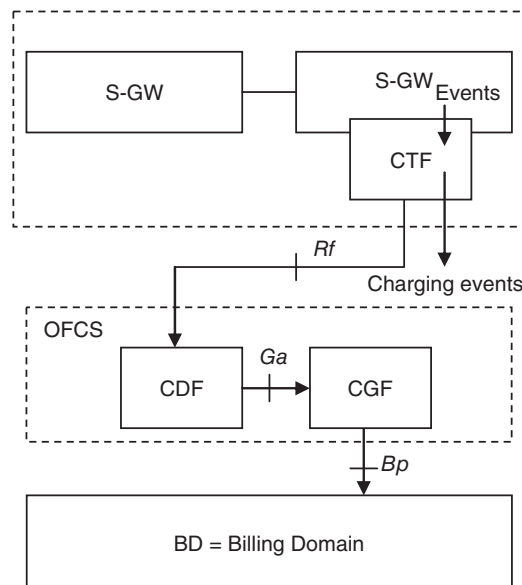 S-GW
S-GW
Events
CTF
Rf
Charging events
OFCS
CDF
Ga
CGF
Bp
BD = Billing Domain